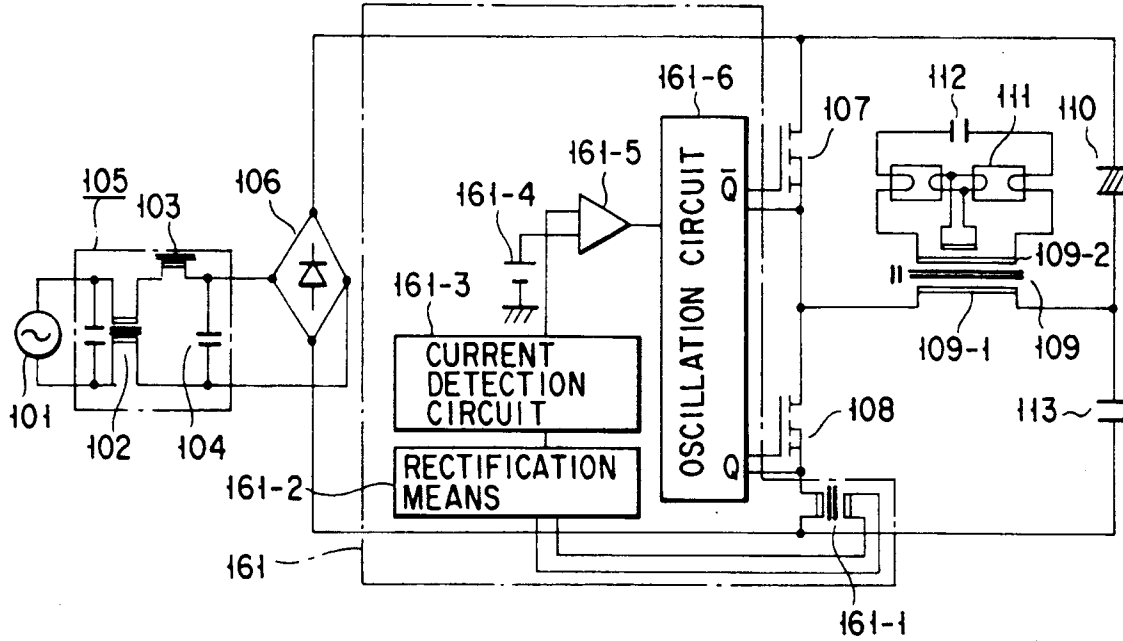 161-6
112
111
110
107
161-5
161-4
106
105
103
Q̄
OSCILLATION CIRCUIT
161-3
109-2
CURRENT
DETECTION
CIRCUIT
109-1
109
101
102
104
108
113
Q
161-2
RECTIFICATION
MEANS
161
161-1